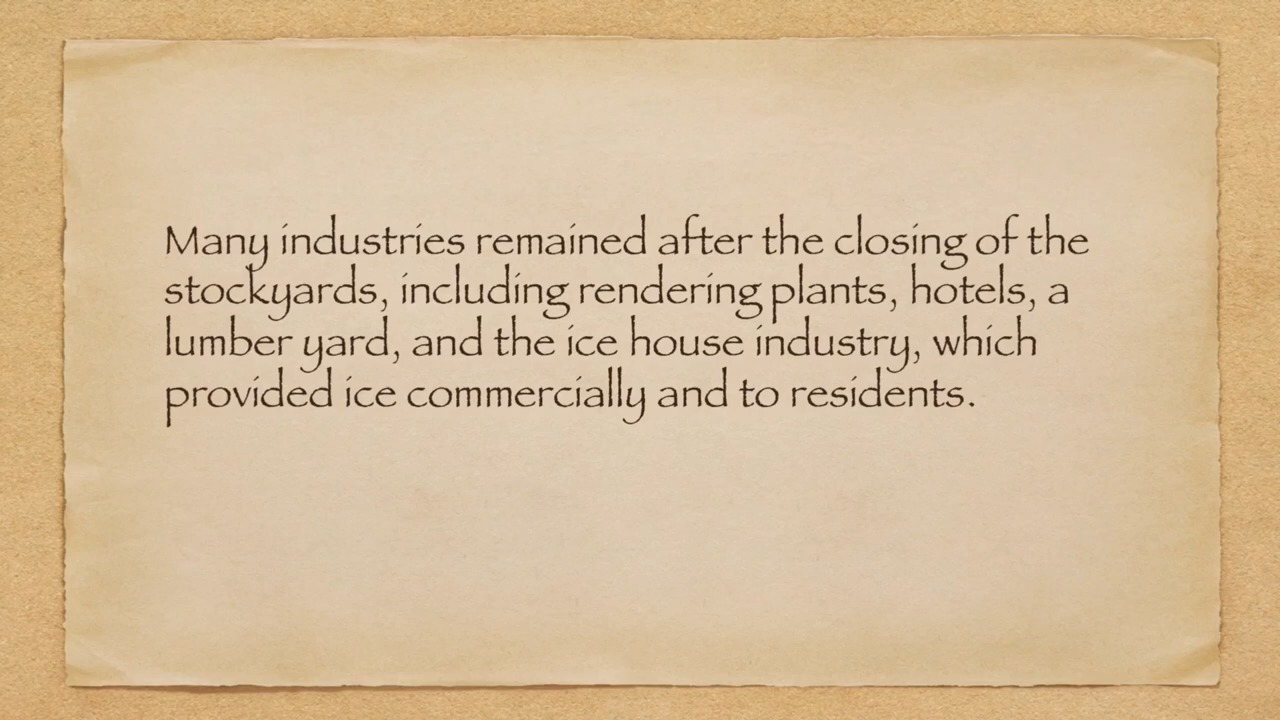 Many industries remained after the closing of the
stockyards, including rendering plants, hotels, a
lumber yard, and the ice house industry, which
provided ice commercially and to residents.